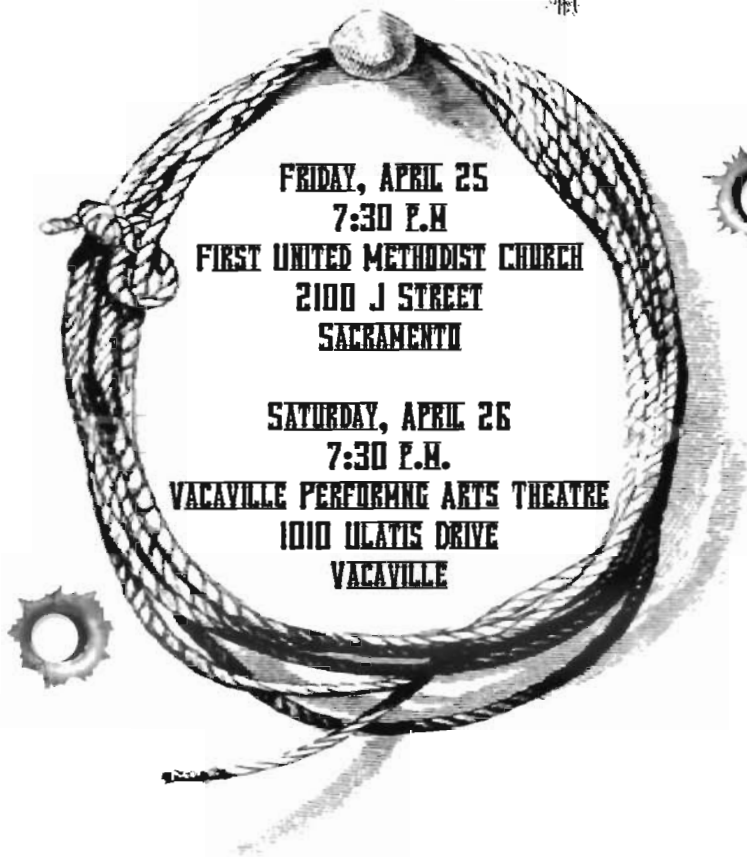 FRIDAY, APRIL 25
7:30 P.M
FIRST UNITED METHODIST CHURCH
2100 J STREET
SACRAMENTO
SATURDAY, APRIL 26
7:30 P.M.
VACAVILLE PERFORMNG ARTS THEATRE
1010 ULATIS DRIVE
VACAVILLE